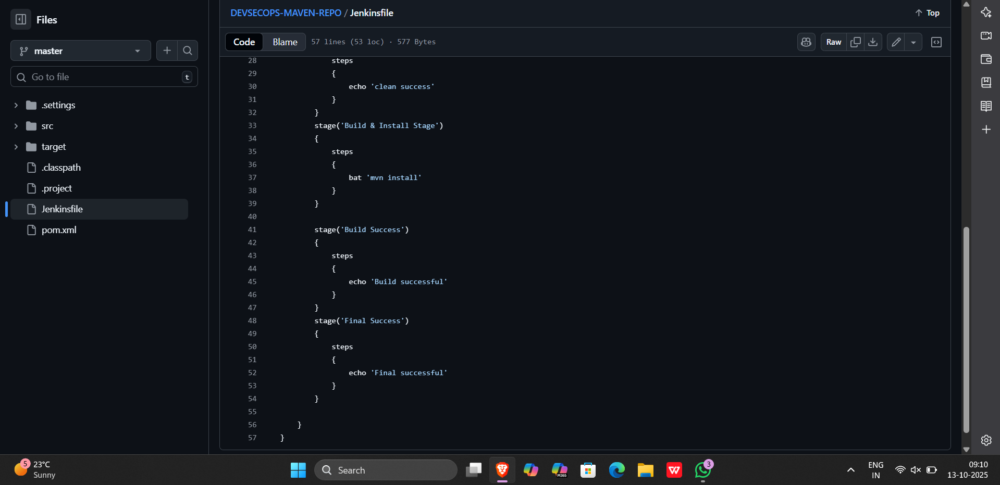 Files
master
Go to file
t
.settings
src
target
.classpath
.project
Jenkinsfile
pom.xml
DEVSECOPS-MAVEN-REPO / Jenkinsfile
Top
Code Blame 57 lines (53 loc) · 577 Bytes
Raw
28 steps
29 {
30 echo 'clean success'
31 }
32 }
33 stage('Build & Install Stage')
34 {
35 steps
36 {
37 bat 'mvn install'
38 }
39 }
40
41 stage('Build Success')
42 {
43 steps
44 {
45 echo 'Build successful'
46 }
47 }
48 stage('Final Success')
49 {
50 steps
51 {
52 echo 'Final successful'
53 }
54 }
55
56 }
57 }
5
23°C
Sunny
Search
M365
W
3
ENG
IN
09:10
13-10-2025